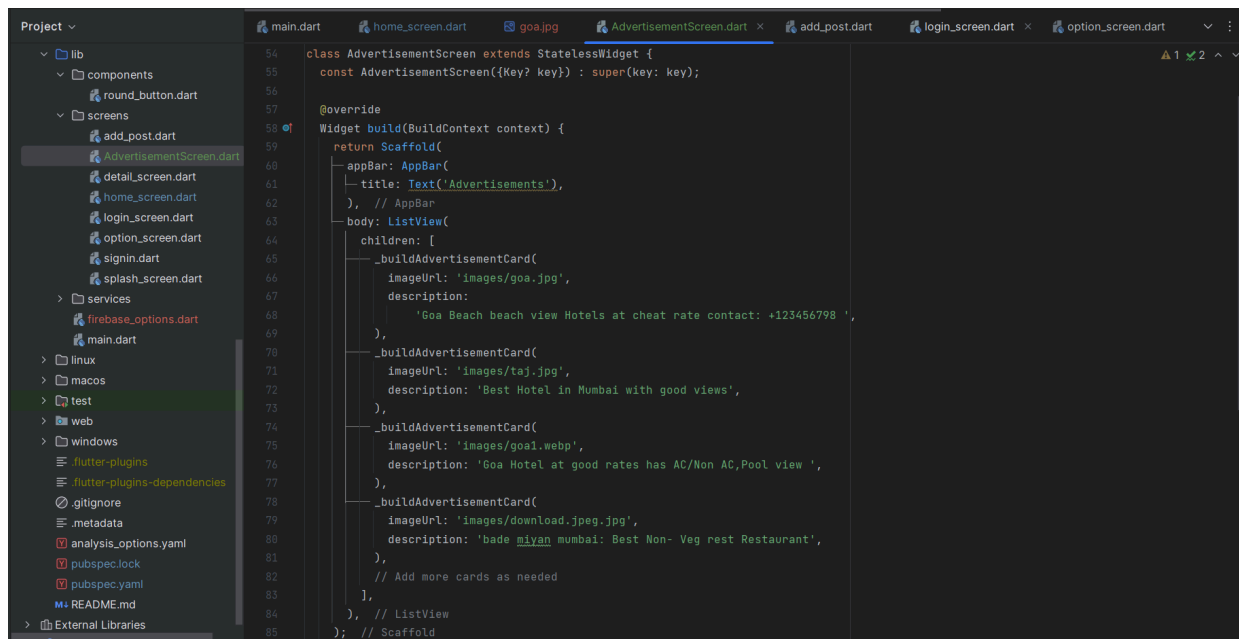 Project
main.dart home_screen.dart goa.jpg AdvertisementScreen.dart add_post.dart login_screen.dart option_screen.dart
lib
components
round_button.dart
screens
add_post.dart
AdvertisementScreen.dart
detail_screen.dart
home_screen.dart
login_screen.dart
option_screen.dart
signin.dart
splash_screen.dart
services
firebase_options.dart
main.dart
linux
macos
test
web
windows
.flutter-plugins
.flutter-plugins-dependencies
.gitignore
.metadata
analysis_options.yaml
pubspec.lock
pubspec.yaml
README.md
External Libraries
54 class AdvertisementScreen extends StatelessWidget {
55 const AdvertisementScreen({Key? key}) : super(key: key);
56
57 @override
58 Widget build(BuildContext context) {
59 return Scaffold(
60 appBar: AppBar(
61 title: Text('Advertisements'),
62 ), // AppBar
63 body: ListView(
64 children: [
65 _buildAdvertisementCard(
66 imageUrl: 'images/goa.jpg',
67 description:
68 'Goa Beach beach view Hotels at cheat rate contact: +123456798 ',
69 ),
70 _buildAdvertisementCard(
71 imageUrl: 'images/taj.jpg',
72 description: 'Best Hotel in Mumbai with good views',
73 ),
74 _buildAdvertisementCard(
75 imageUrl: 'images/goa1.webp',
76 description: 'Goa Hotel at good rates has AC/Non AC,Pool view ',
77 ),
78 _buildAdvertisementCard(
79 imageUrl: 'images/download.jpeg.jpg',
80 description: 'bade miyan mumbai: Best Non- Veg rest Restaurant',
81 ),
82 // Add more cards as needed
83 ],
84 ), // ListView
85 ); // Scaffold
1 2